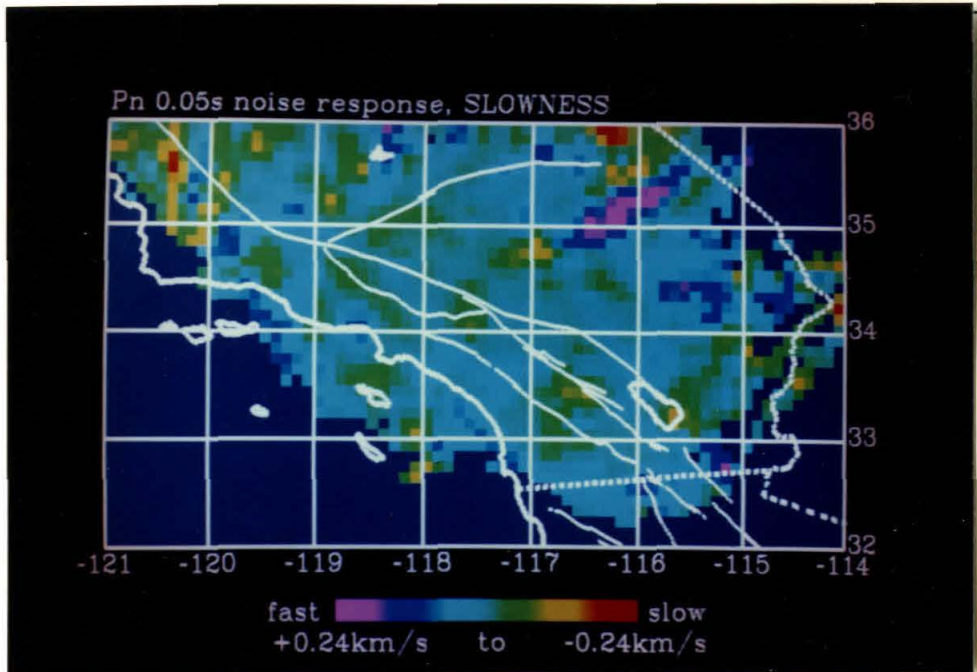 Pn 0.05s noise response, SLOWNESS
36
35
34
33
32
-121 -120 -119 -118 -117 -116 -115 -114
fast slow
+0.24km/s to -0.24km/s